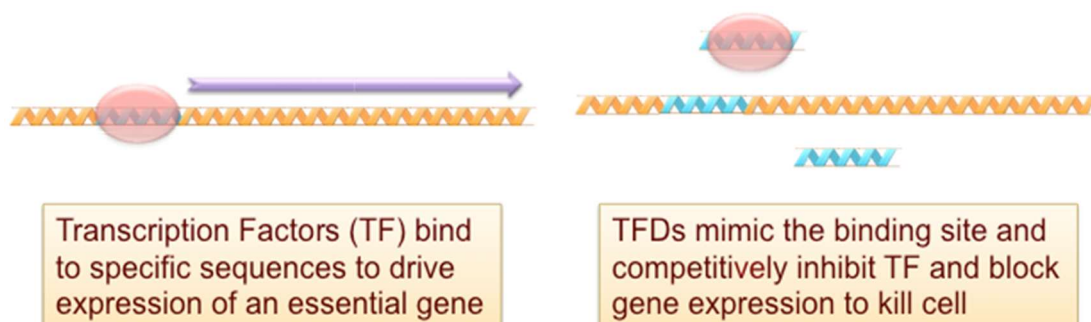 Transcription Factors (TF) bind
to specific sequences to drive
expression of an essential gene
TFDs mimic the binding site and
competitively inhibit TF and block
gene expression to kill cell